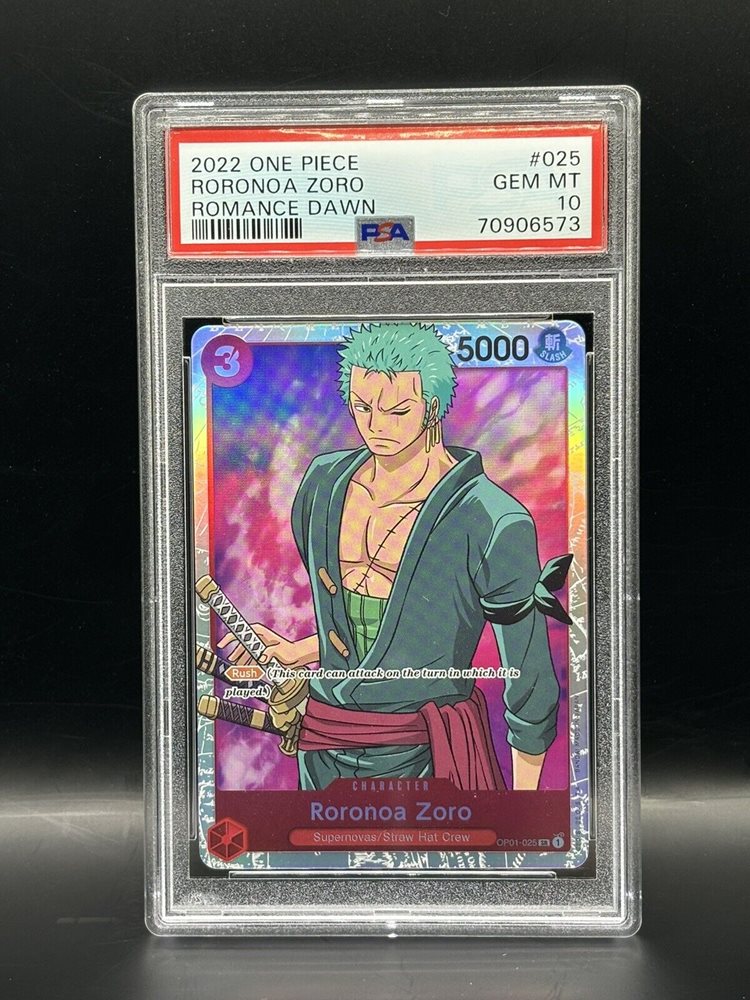 2022 ONE PIECE #025
RORONOA ZORO GEM MT
ROMANCE DAWN 10
PSA 70906573
3 5000 斬
SLASH
Rush (This card can attack on the turn in which it is
played.)
CHARACTER
Roronoa Zoro
Supernovas/Straw Hat Crew
OP01-025 SR 1